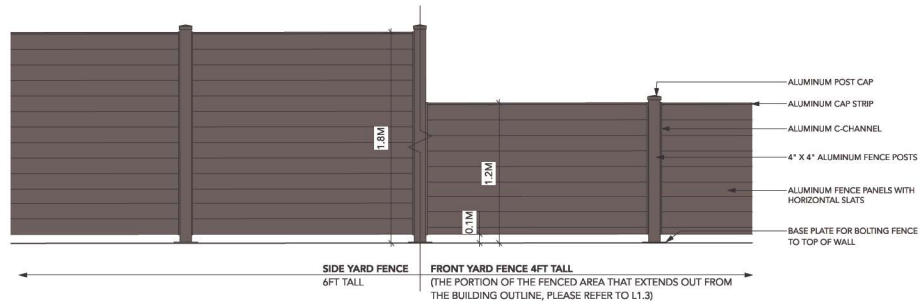 ALUMINUM POST CAP
ALUMINUM CAP STRIP
ALUMINUM C-CHANNEL
4" X 4" ALUMINUM FENCE POSTS
ALUMINUM FENCE PANELS WITH
HORIZONTAL SLATS
BASE PLATE FOR BOLTING FENCE
TO TOP OF WALL
1.8M
1.2M
0.1M
SIDE YARD FENCE
6FT TALL
FRONT YARD FENCE 4FT TALL
(THE PORTION OF THE FENCED AREA THAT EXTENDS OUT FROM
THE BUILDING OUTLINE, PLEASE REFER TO L1.3)